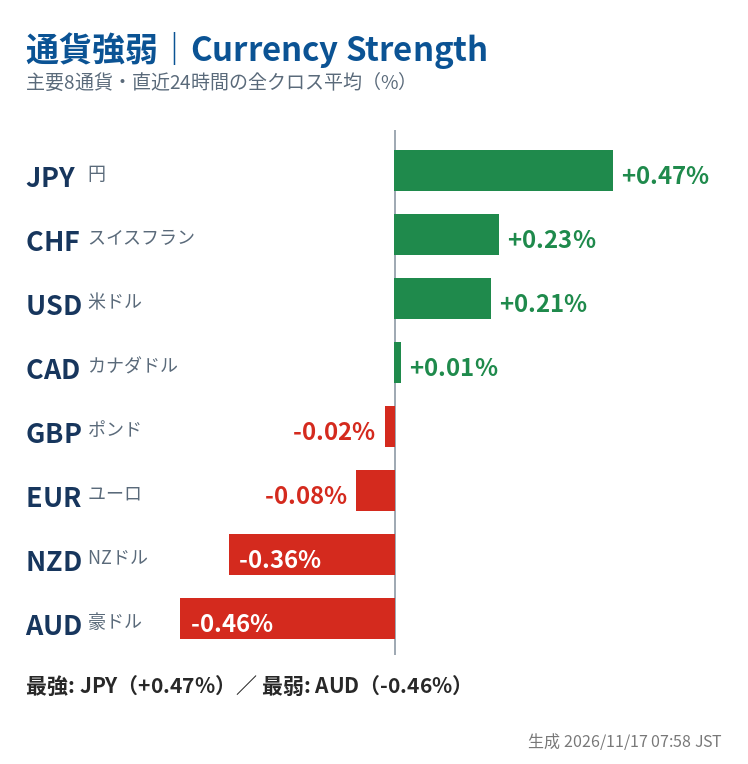 通貨強弱｜Currency Strength
主要8通貨・直近24時間の全クロス平均（%）
JPY 円 +0.47%
CHF スイスフラン +0.23%
USD 米ドル +0.21%
CAD カナダドル +0.01%
GBP ポンド -0.02%
EUR ユーロ -0.08%
NZD NZドル -0.36%
AUD 豪ドル -0.46%
最強: JPY（+0.47%）／ 最弱: AUD（-0.46%）
生成 2026/11/17 07:58 JST